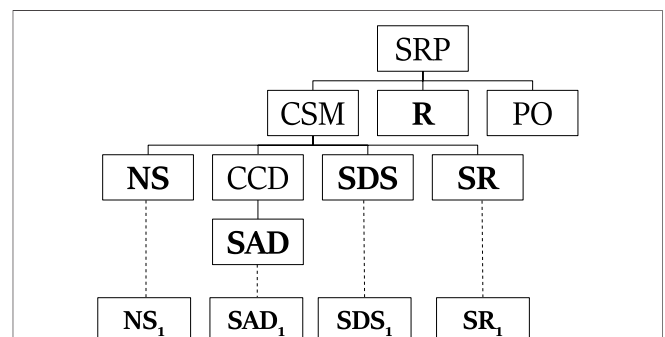 SRP
CSM R PO
NS CCD SDS SR
SAD
NS₁ SAD₁ SDS₁ SR₁